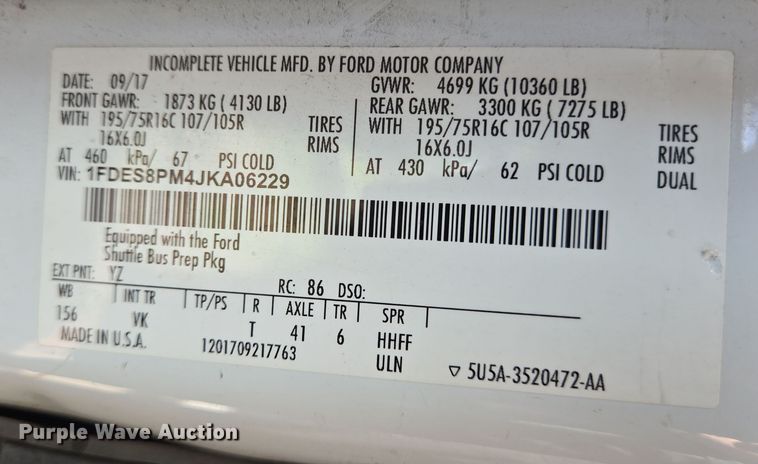 INCOMPLETE VEHICLE MFD. BY FORD MOTOR COMPANY
DATE: 09/17 GVWR: 4699 KG (10360 LB)
FRONT GAWR: 1873 KG ( 4130 LB) REAR GAWR: 3300 KG ( 7275 LB)
WITH 195/75R16C 107/105R TIRES WITH 195/75R16C 107/105R TIRES
16X6.0J RIMS 16X6.0J RIMS
AT 460 kPa/ 67 PSI COLD AT 430 kPa/ 62 PSI COLD DUAL
VIN: 1FDES8PM4JKA06229
Equipped with the Ford
Shuttle Bus Prep Pkg
EXT PNT: YZ RC: 86 DSO:
WB INT TR TP/PS R AXLE TR SPR
156 VK T 41 6 HHFF
MADE IN U.S.A. 1201709217763 ULN ▽ 5U5A-3520472-AA
Purple Wave Auction